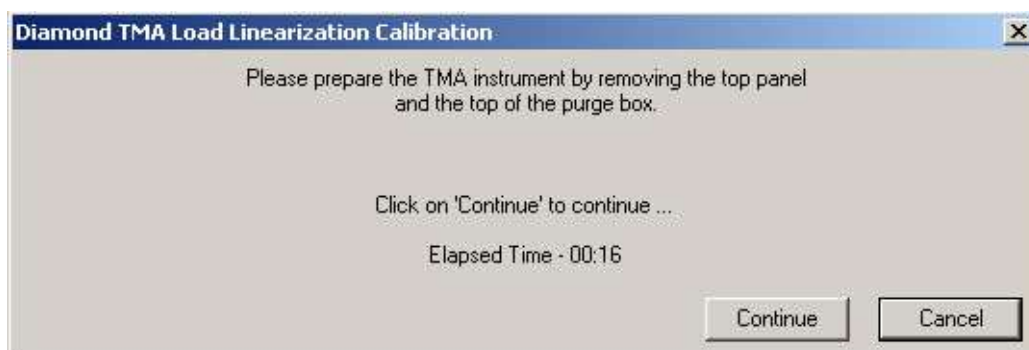 Diamond TMA Load Linearization Calibration
Please prepare the TMA instrument by removing the top panel
and the top of the purge box.
Click on 'Continue' to continue ...
Elapsed Time - 00:16
Continue Cancel